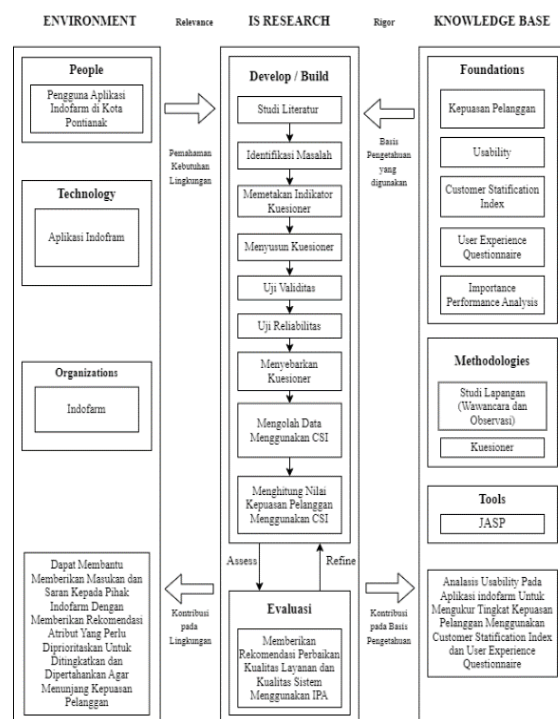 ENVIRONMENT
Relevance
IS RESEARCH
Rigor
KNOWLEDGE BASE
People
Pengguna Aplikasi
Indofarm di Kota
Pontianak
Technology
Aplikasi Indofram
Organizations
Indofarm
Dapat Membantu
Memberikan Masukan dan
Saran Kepada Pihak
Indofarm Dengan
Memberikan Rekomendasi
Atribut Yang Perlu
Diprioritaskan Untuk
Ditingkatkan dan
Dipertahankan Agar
Menunjang Kepuasan
Pelanggan
Pemahaman
Kebutuhan
Lingkungan
Kontribusi
pada
Lingkungan
Develop / Build
Studi Literatur
Identifikasi Masalah
Memetakan Indikator
Kuesioner
Menyusun Kuesioner
Uji Validitas
Uji Reliabilitas
Menyebarkan
Kuesioner
Mengolah Data
Menggunakan CSI
Menghitung Nilai
Kepuasan Pelanggan
Menggunakan CSI
Assess
Refine
Evaluasi
Memberikan
Rekomendasi Perbaikan
Kualitas Layanan dan
Kualitas Sistem
Menggunakan IPA
Basis
Pengetahuan
yang
digunakan
Kontribusi
pada Basis
Pengetahuan
Foundations
Kepuasan Pelanggan
Usability
Customer Statification
Index
User Experience
Questionnaire
Importance
Performance Analysis
Methodologies
Studi Lapangan
(Wawancara dan
Observasi)
Kuesioner
Tools
JASP
Analasis Usability Pada
Aplikasi indofarm Untuk
Mengukur Tingkat Kepuasan
Pelanggan Menggunakan
Customer Statification Index
dan User Experience
Questionnaire